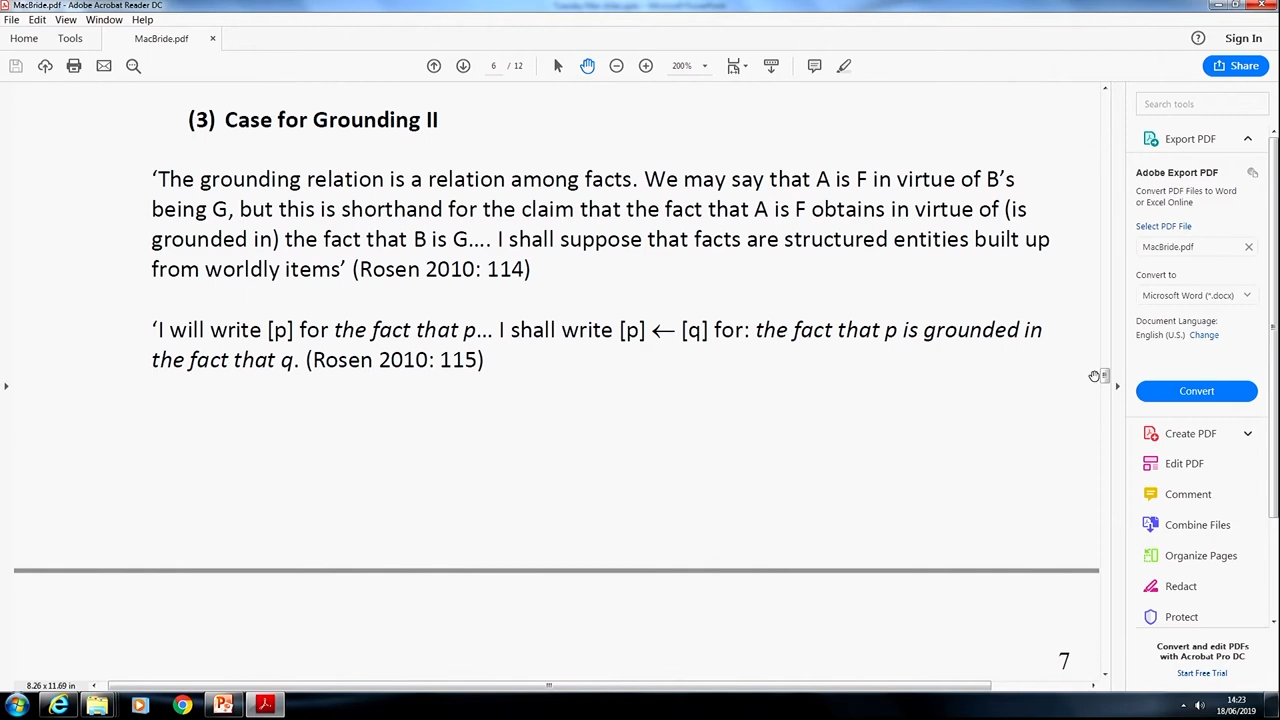 MacBride.pdf - Adobe Acrobat Reader DC
File Edit View Window Help
Home Tools MacBride.pdf × Sign In
6 / 12 200% Share
(3) Case for Grounding II
‘The grounding relation is a relation among facts. We may say that A is F in virtue of B’s
being G, but this is shorthand for the claim that the fact that A is F obtains in virtue of (is
grounded in) the fact that B is G…. I shall suppose that facts are structured entities built up
from worldly items’ (Rosen 2010: 114)
‘I will write [p] for the fact that p… I shall write [p] ← [q] for: the fact that p is grounded in
the fact that q. (Rosen 2010: 115)
7
8.26 x 11.69 in
Search tools
Export PDF
Adobe Export PDF
Convert PDF Files to Word
or Excel Online
Select PDF File
MacBride.pdf
Convert to
Microsoft Word (*.docx)
Document Language:
English (U.S.) Change
Convert
Create PDF
Edit PDF
Comment
Combine Files
Organize Pages
Redact
Protect
Convert and edit PDFs
with Acrobat Pro DC
Start Free Trial
14:23
18/06/2019